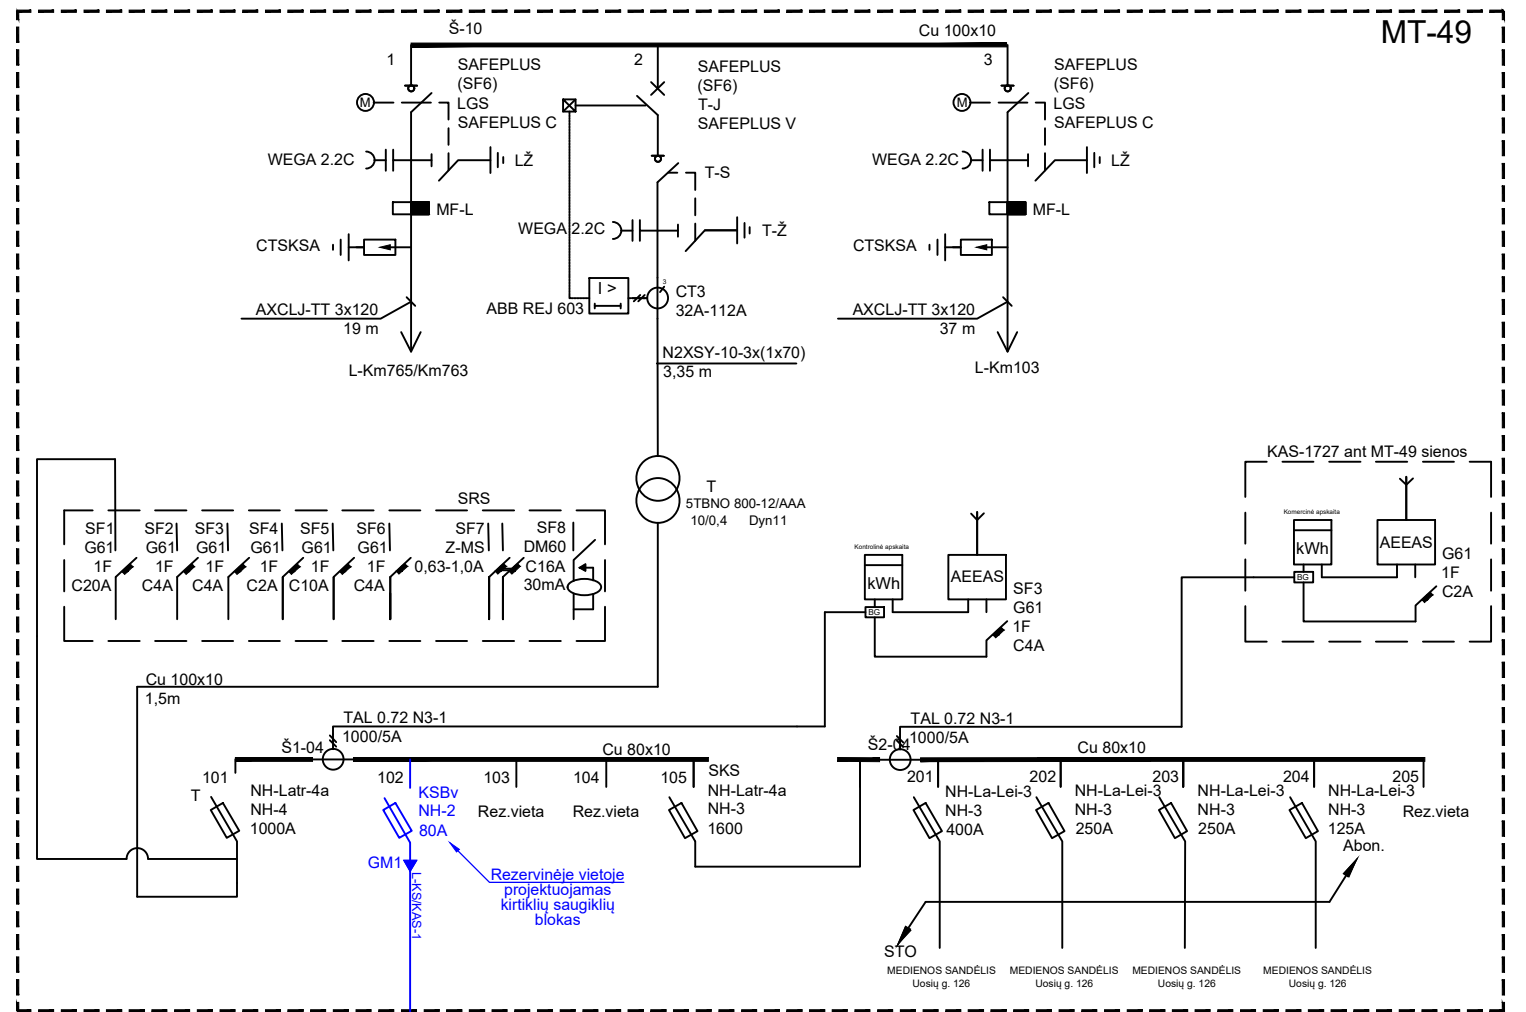 MT-49
Š-10
Cu 100x10
1
SAFEPLUS
(SF6)
LGS
SAFEPLUS C
M
WEGA 2.2C
LŽ
MF-L
CTSKSA
AXCLJ-TT 3x120
19 m
L-Km765/Km763
2
SAFEPLUS
(SF6)
T-J
SAFEPLUS V
T-S
WEGA 2.2C
T-Ž
I >
ABB REJ 603
3
CT3
32A-112A
N2XSY-10-3x(1x70)
3,35 m
3
SAFEPLUS
(SF6)
LGS
SAFEPLUS C
M
WEGA 2.2C
LŽ
MF-L
CTSKSA
AXCLJ-TT 3x120
37 m
L-Km103
T
5TBNO 800-12/AAA
10/0,4 Dyn11
SRS
SF1
G61
1F
C20A
SF2
G61
1F
C4A
SF3
G61
1F
C4A
SF4
G61
1F
C2A
SF5
G61
1F
C10A
SF6
G61
1F
C4A
SF7
Z-MS
0,63-1,0A
SF8
DM60
C16A
30mA
Kontrolinė apskaita
kWh
BG
AEEAS
SF3
G61
1F
C4A
KAS-1727 ant MT-49 sienos
Komercinė apskaita
kWh
BG
AEEAS
G61
1F
C2A
Cu 100x10
1,5m
TAL 0.72 N3-1
1000/5A
Š1-04
Cu 80x10
101
T
NH-Latr-4a
NH-4
1000A
102
KSBv
NH-2
80A
GM1
L-KS/KAS-1
Rezervinėje vietoje
projektuojamas
kirtiklių saugiklių
blokas
103
Rez.vieta
104
Rez.vieta
105
SKS
NH-Latr-4a
NH-3
1600
TAL 0.72 N3-1
1000/5A
Š2-04
Cu 80x10
201
NH-La-Lei-3
NH-3
400A
202
NH-La-Lei-3
NH-3
250A
203
NH-La-Lei-3
NH-3
250A
204
NH-La-Lei-3
NH-3
125A
205
Rez.vieta
Abon.
STO
MEDIENOS SANDĖLIS
Uosių g. 126
MEDIENOS SANDĖLIS
Uosių g. 126
MEDIENOS SANDĖLIS
Uosių g. 126
MEDIENOS SANDĖLIS
Uosių g. 126